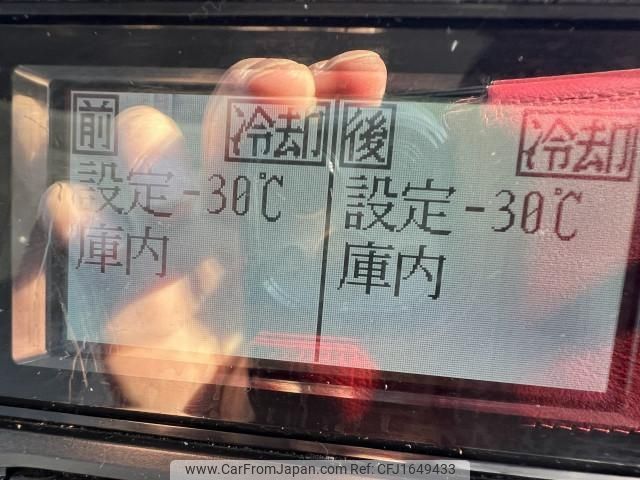 前 冷却
設定-30℃
庫内
後 冷却
設定-30℃
庫内
www.CarFromJapan.com - CFJ1649433